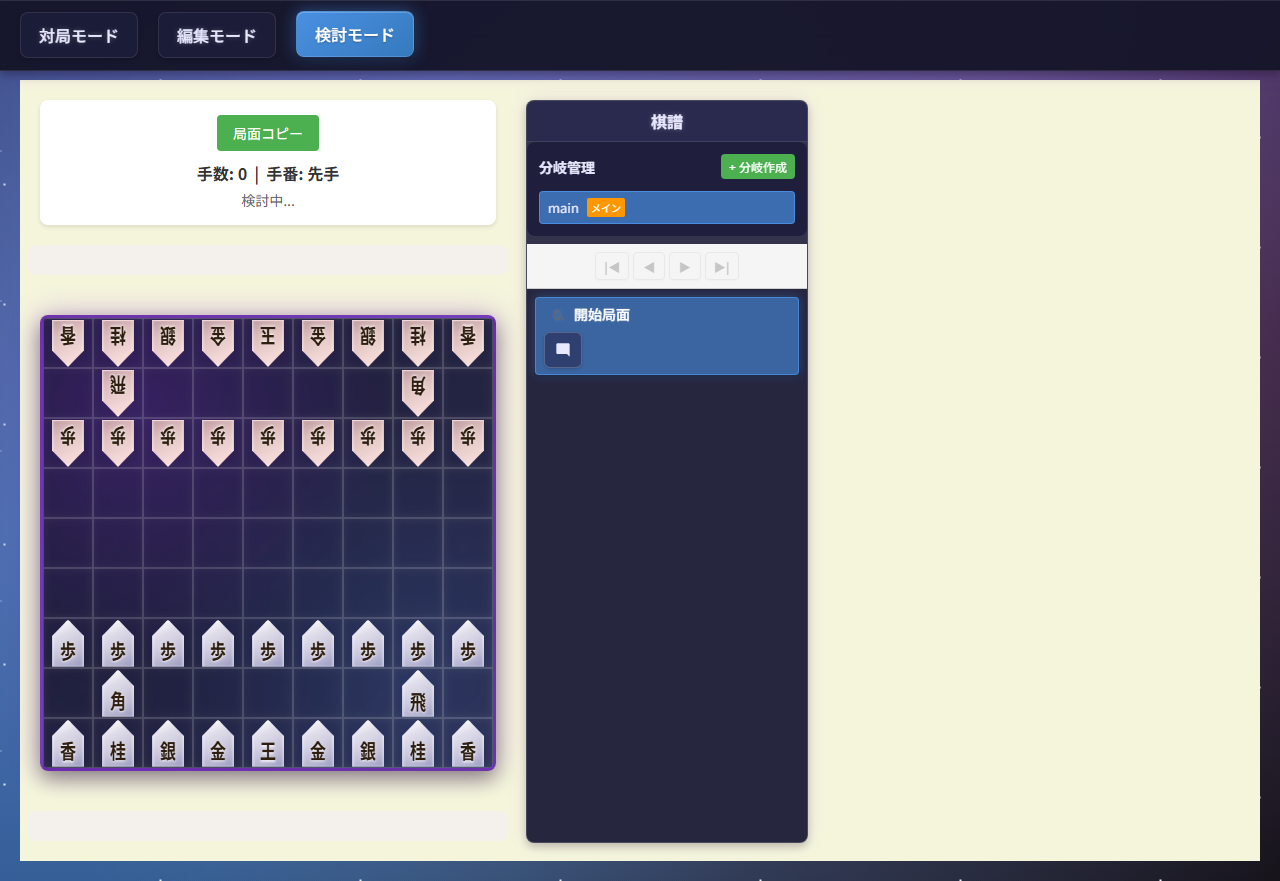 対局モード 編集モード 検討モード
局面コピー
手数: 0 | 手番: 先手
検討中...
棋譜
分岐管理 + 分岐作成
main メイン
開始局面
香 桂 銀 金 玉 金 銀 桂 香
飛 角
歩 歩 歩 歩 歩 歩 歩 歩 歩
歩 歩 歩 歩 歩 歩 歩 歩 歩
角 飛
香 桂 銀 金 王 金 銀 桂 香